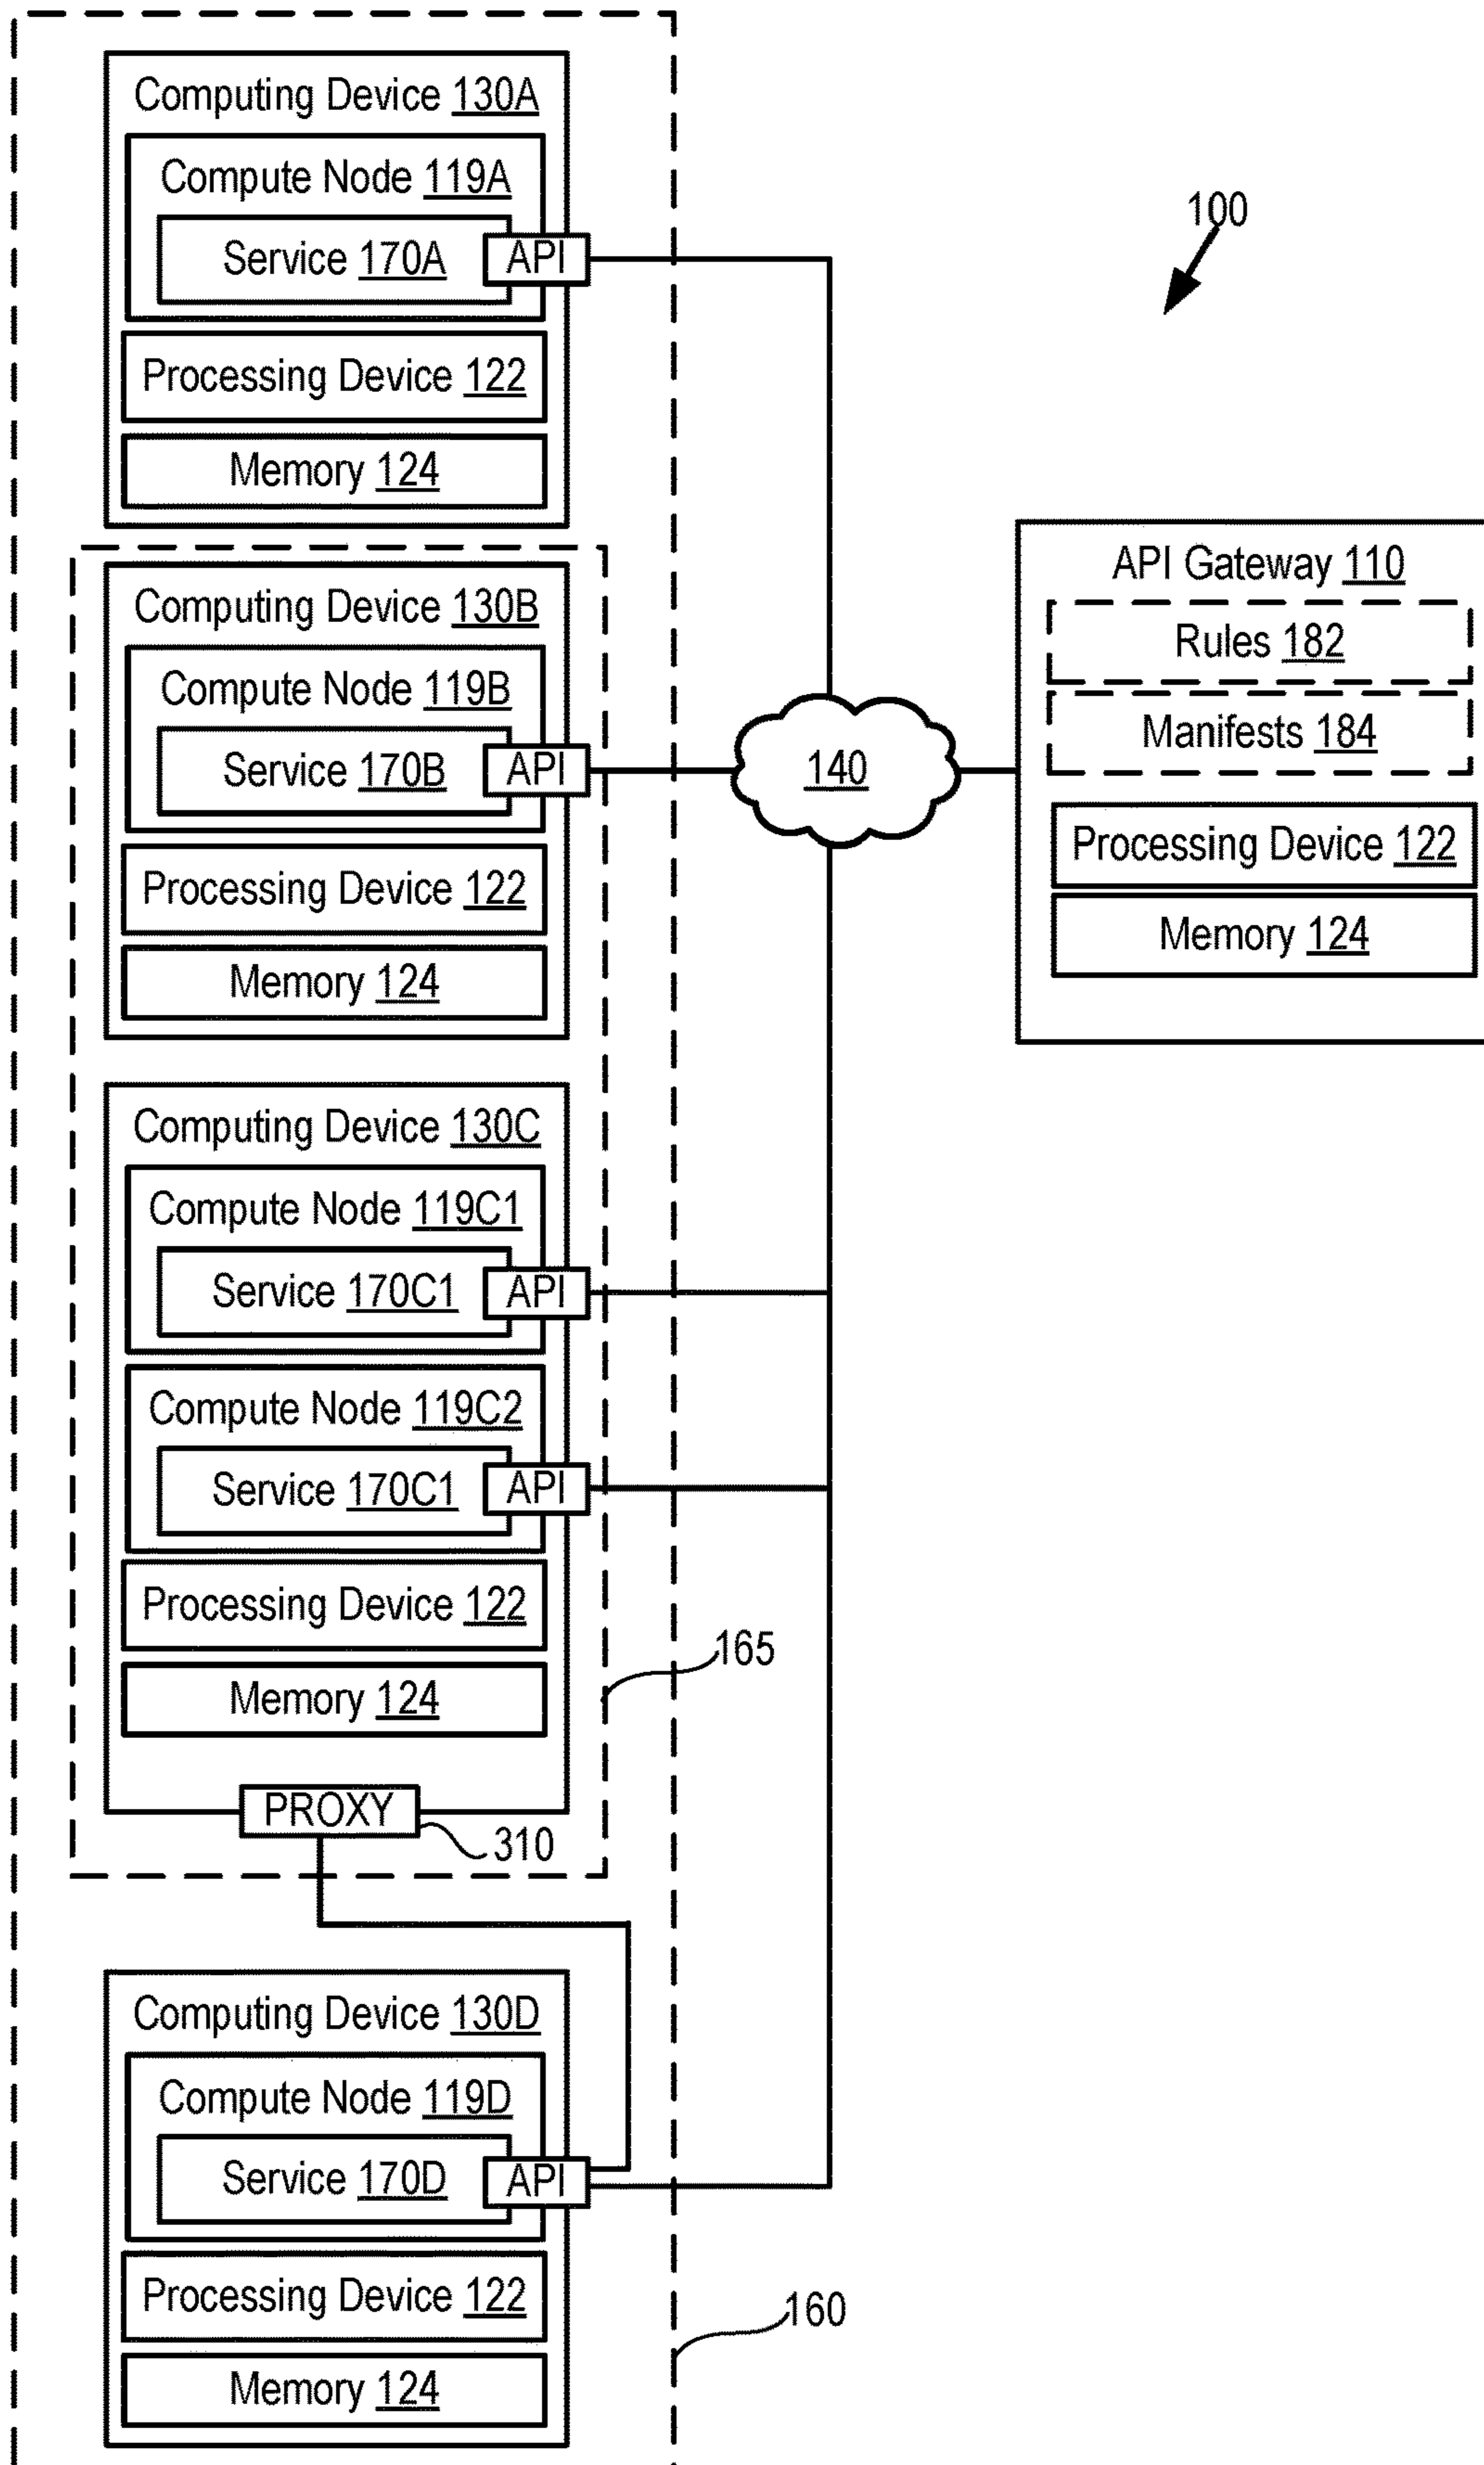 Computing Device 130A
Compute Node 119A
Service 170A
API
Processing Device 122
Memory 124
100
Computing Device 130B
Compute Node 119B
Service 170B
API
Processing Device 122
Memory 124
140
API Gateway 110
Rules 182
Manifests 184
Processing Device 122
Memory 124
Computing Device 130C
Compute Node 119C1
Service 170C1
API
Compute Node 119C2
Service 170C1
API
Processing Device 122
Memory 124
165
PROXY
310
Computing Device 130D
Compute Node 119D
Service 170D
API
Processing Device 122
Memory 124
160